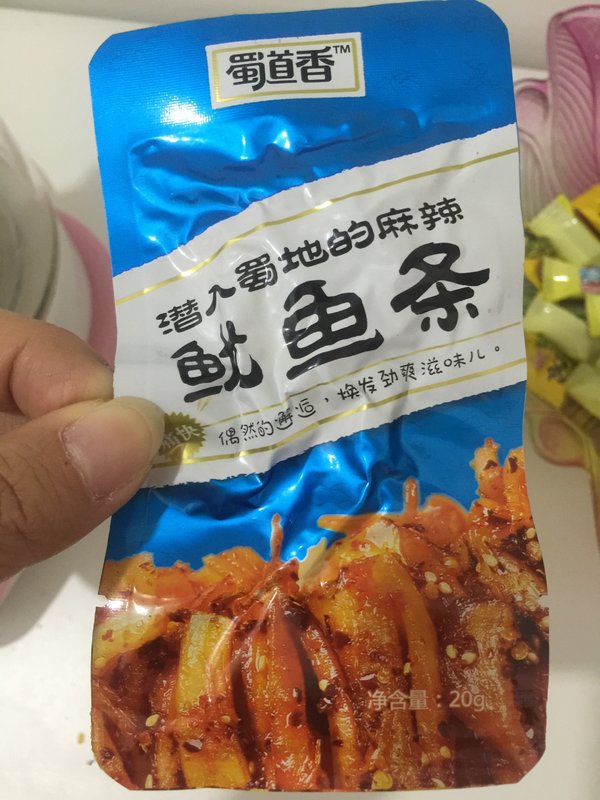 蜀道香™
潜入蜀地的麻辣
鱿鱼条
偶然的邂逅，焕发劲爽滋味儿。
净含量：20g